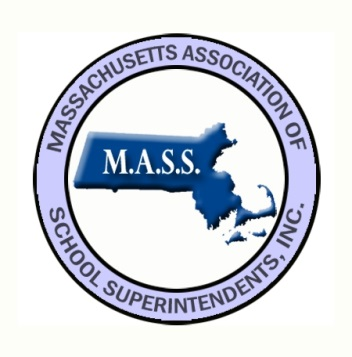 MASSACHUSETTS ASSOCIATION OF
M.A.S.S.
SCHOOL SUPERINTENDENTS, INC.